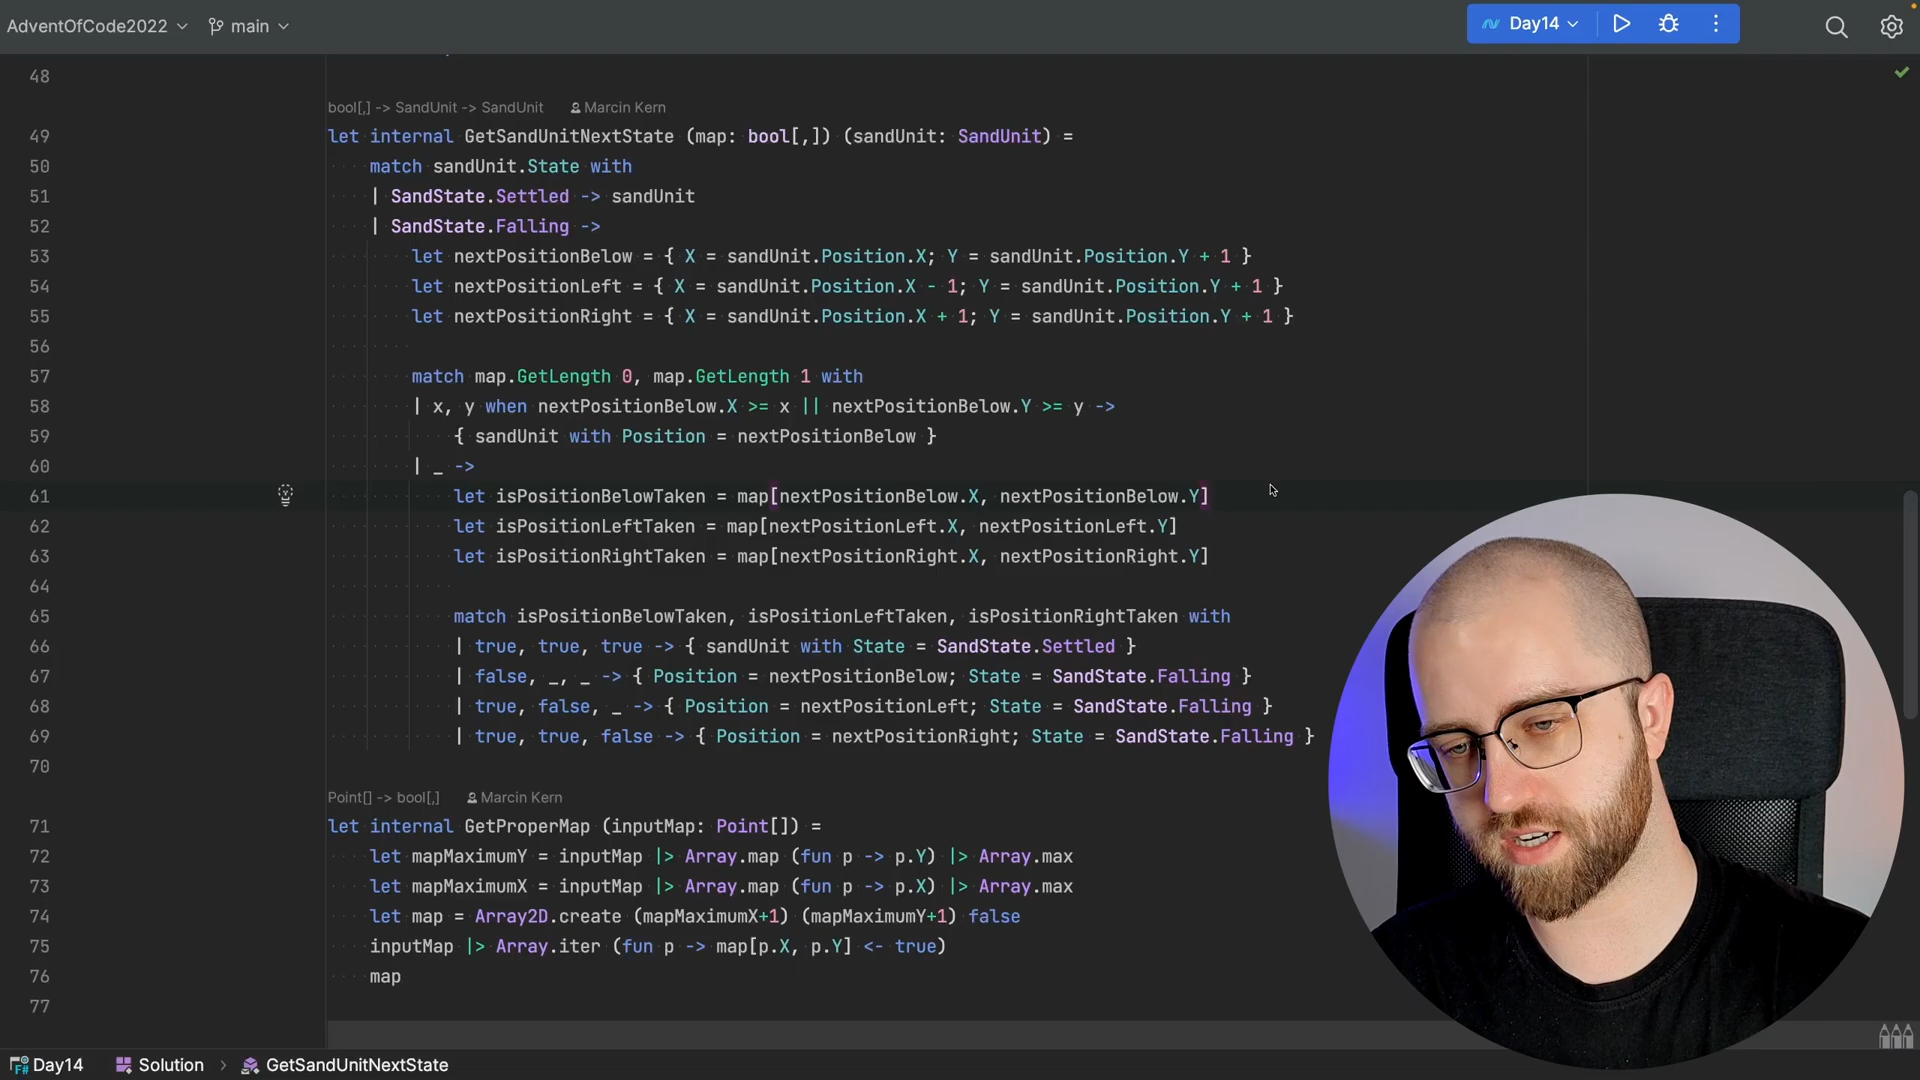 AdventOfCode2022 main Day14
48
bool[,] -> SandUnit -> SandUnit Marcin Kern
49 let internal GetSandUnitNextState (map: bool[,]) (sandUnit: SandUnit) =
50 match sandUnit.State with
51 | SandState.Settled -> sandUnit
52 | SandState.Falling ->
53 let nextPositionBelow = { X = sandUnit.Position.X; Y = sandUnit.Position.Y + 1 }
54 let nextPositionLeft = { X = sandUnit.Position.X - 1; Y = sandUnit.Position.Y + 1 }
55 let nextPositionRight = { X = sandUnit.Position.X + 1; Y = sandUnit.Position.Y + 1 }
56
57 match map.GetLength 0, map.GetLength 1 with
58 | x, y when nextPositionBelow.X >= x || nextPositionBelow.Y >= y ->
59 { sandUnit with Position = nextPositionBelow }
60 | _ ->
61 let isPositionBelowTaken = map[nextPositionBelow.X, nextPositionBelow.Y]
62 let isPositionLeftTaken = map[nextPositionLeft.X, nextPositionLeft.Y]
63 let isPositionRightTaken = map[nextPositionRight.X, nextPositionRight.Y]
64
65 match isPositionBelowTaken, isPositionLeftTaken, isPositionRightTaken with
66 | true, true, true -> { sandUnit with State = SandState.Settled }
67 | false, _, _ -> { Position = nextPositionBelow; State = SandState.Falling }
68 | true, false, _ -> { Position = nextPositionLeft; State = SandState.Falling }
69 | true, true, false -> { Position = nextPositionRight; State = SandState.Falling }
70
Point[] -> bool[,] Marcin Kern
71 let internal GetProperMap (inputMap: Point[]) =
72 let mapMaximumY = inputMap |> Array.map (fun p -> p.Y) |> Array.max
73 let mapMaximumX = inputMap |> Array.map (fun p -> p.X) |> Array.max
74 let map = Array2D.create (mapMaximumX+1) (mapMaximumY+1) false
75 inputMap |> Array.iter (fun p -> map[p.X, p.Y] <- true)
76 map
77
F# Day14 Solution > GetSandUnitNextState